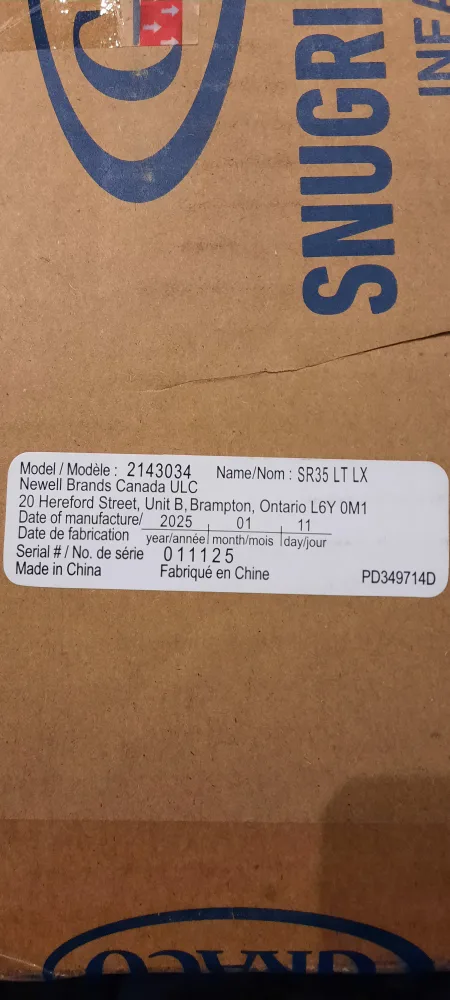 SNUGRI
INFA
Model / Modèle : 2143034 Name/Nom : SR35 LT LX
Newell Brands Canada ULC
20 Hereford Street, Unit B, Brampton, Ontario L6Y 0M1
Date of manufacture/ 2025 01 11
Date de fabrication year/année month/mois day/jour
Serial # / No. de série 011125
Made in China Fabriqué en Chine PD349714D
GRACO